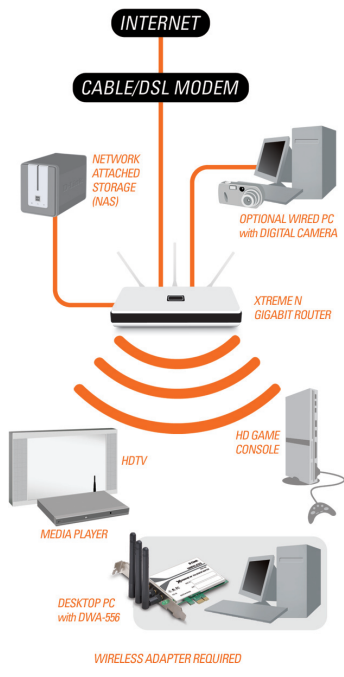 INTERNET
CABLE/DSL MODEM
NETWORK
ATTACHED
STORAGE
(NAS)
OPTIONAL WIRED PC
with DIGITAL CAMERA
XTREME N
GIGABIT ROUTER
HD GAME
CONSOLE
HDTV
MEDIA PLAYER
DESKTOP PC
with DWA-556
WIRELESS ADAPTER REQUIRED